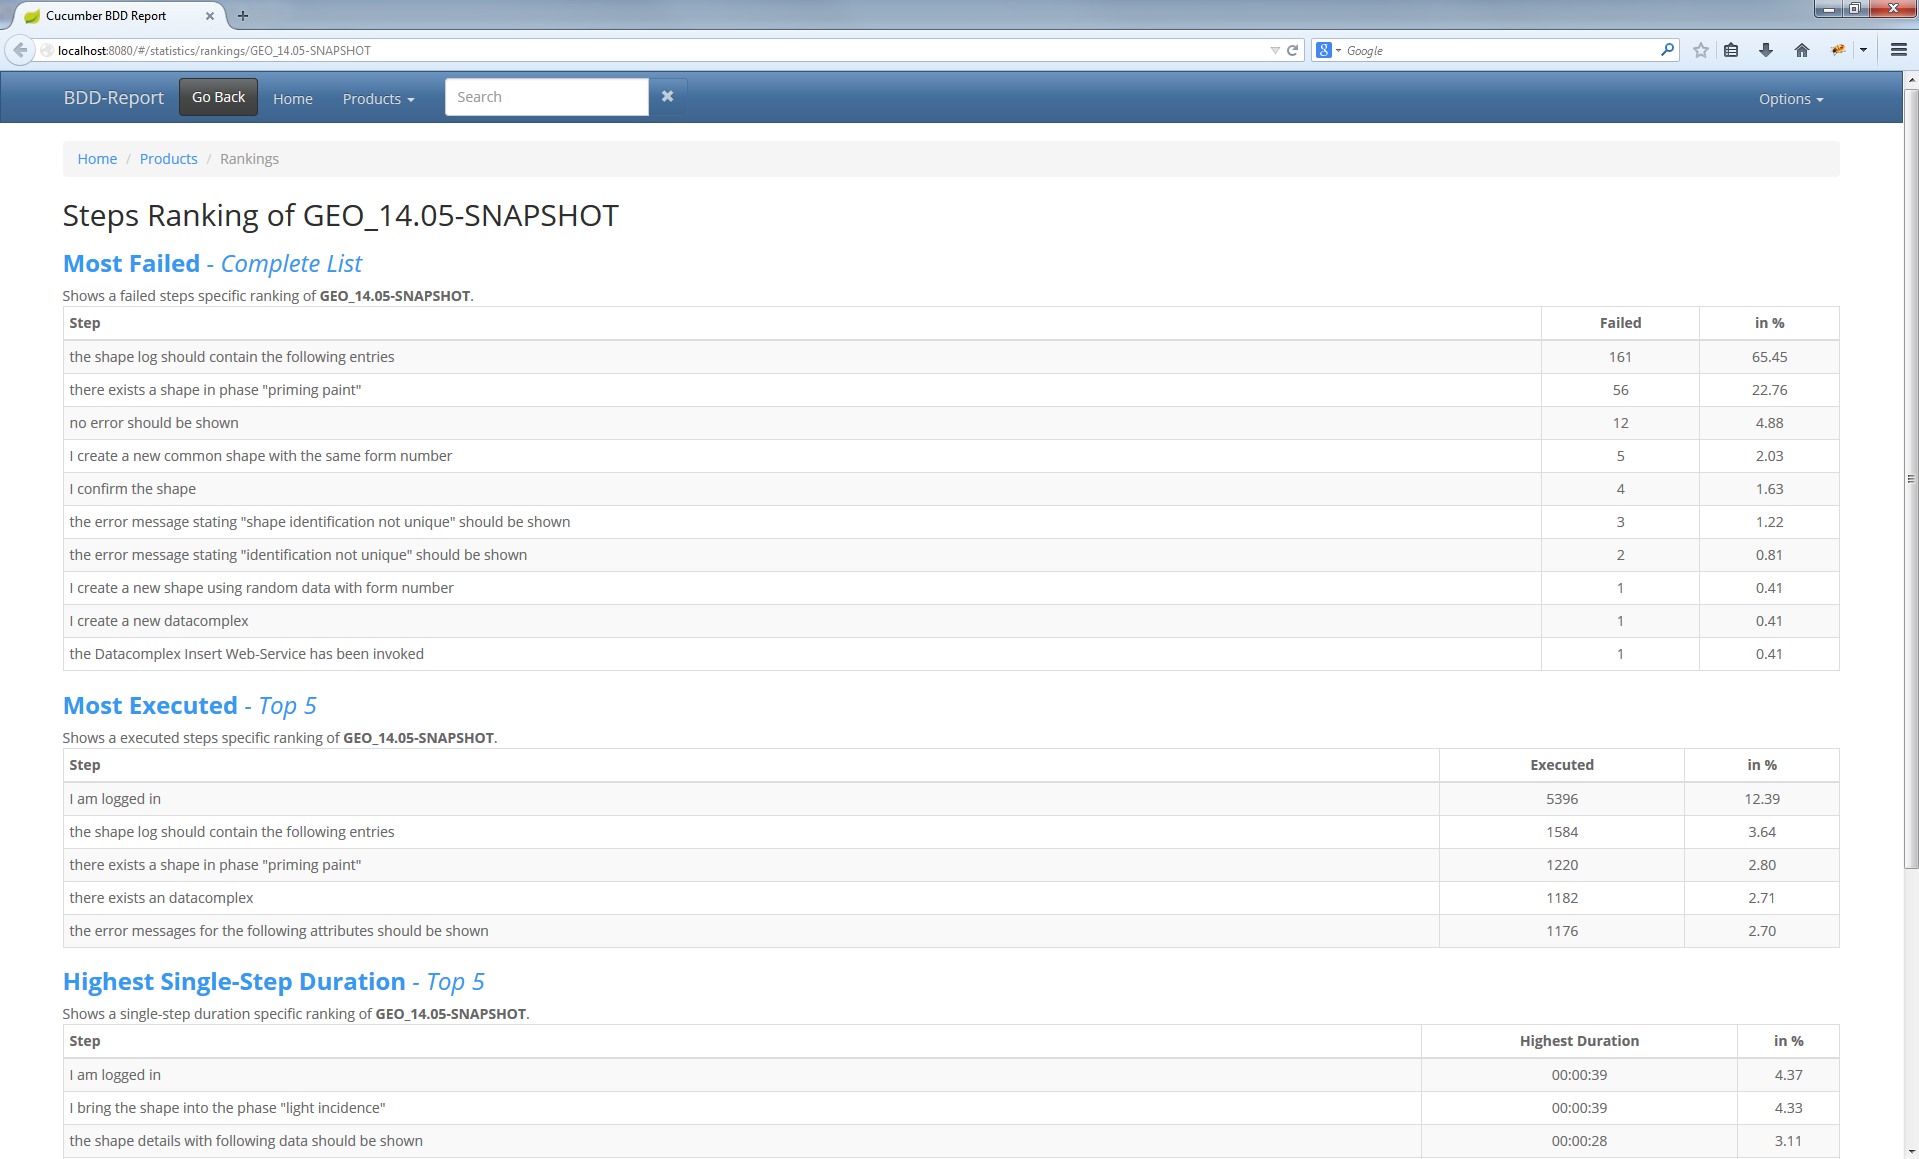 Cucumber BDD Report
localhost:8080/#/statistics/rankings/GEO_14.05-SNAPSHOT
Google
BDD-Report Go Back Home Products Search Options
Home / Products / Rankings
Steps Ranking of GEO_14.05-SNAPSHOT
Most Failed - Complete List
Shows a failed steps specific ranking of GEO_14.05-SNAPSHOT.
Step Failed in %
the shape log should contain the following entries 161 65.45
there exists a shape in phase "priming paint" 56 22.76
no error should be shown 12 4.88
I create a new common shape with the same form number 5 2.03
I confirm the shape 4 1.63
the error message stating "shape identification not unique" should be shown 3 1.22
the error message stating "identification not unique" should be shown 2 0.81
I create a new shape using random data with form number 1 0.41
I create a new datacomplex 1 0.41
the Datacomplex Insert Web-Service has been invoked 1 0.41
Most Executed - Top 5
Shows a executed steps specific ranking of GEO_14.05-SNAPSHOT.
Step Executed in %
I am logged in 5396 12.39
the shape log should contain the following entries 1584 3.64
there exists a shape in phase "priming paint" 1220 2.80
there exists an datacomplex 1182 2.71
the error messages for the following attributes should be shown 1176 2.70
Highest Single-Step Duration - Top 5
Shows a single-step duration specific ranking of GEO_14.05-SNAPSHOT.
Step Highest Duration in %
I am logged in 00:00:39 4.37
I bring the shape into the phase "light incidence" 00:00:39 4.33
the shape details with following data should be shown 00:00:28 3.11